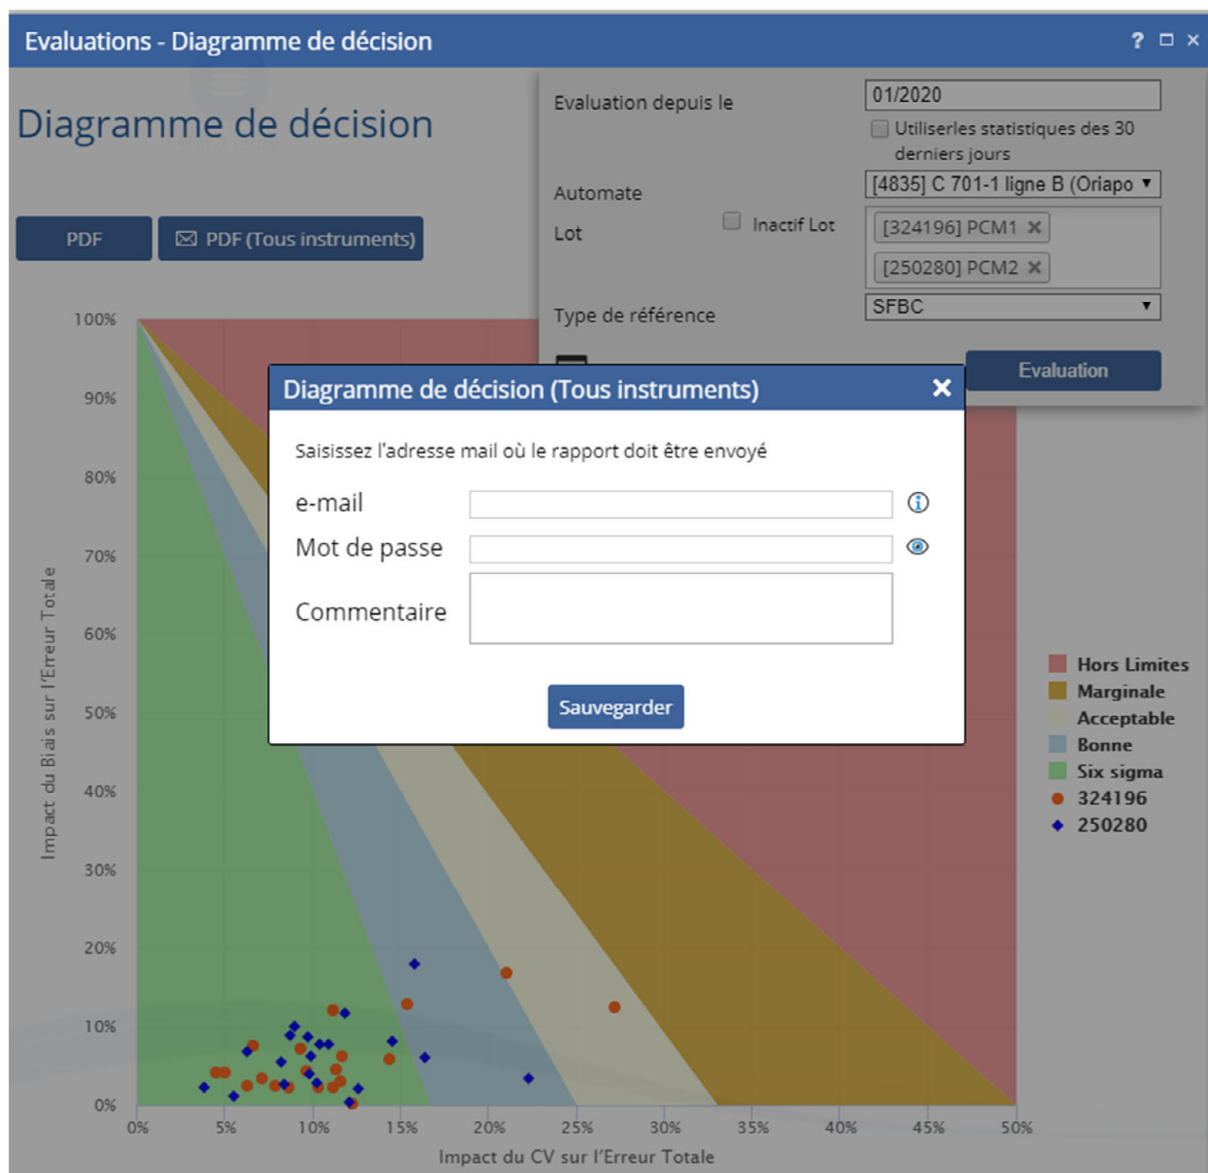 Evaluations - Diagramme de décision
?
Diagramme de décision
PDF
PDF (Tous instruments)
Evaluation depuis le
01/2020
Utiliserles statistiques des 30
derniers jours
Automate
[4835] C 701-1 ligne B (Oriapo
Lot
Inactif Lot
[324196] PCM1
[250280] PCM2
Type de référence
SFBC
Evaluation
Diagramme de décision (Tous instruments)
Saisissez l'adresse mail où le rapport doit être envoyé
e-mail
Mot de passe
Commentaire
Sauvegarder
Impact du Biais sur l'Erreur Totale
100%
90%
80%
70%
60%
50%
40%
30%
20%
10%
0%
0%
5%
10%
15%
20%
25%
30%
35%
40%
45%
50%
Impact du CV sur l'Erreur Totale
Hors Limites
Marginale
Acceptable
Bonne
Six sigma
324196
250280